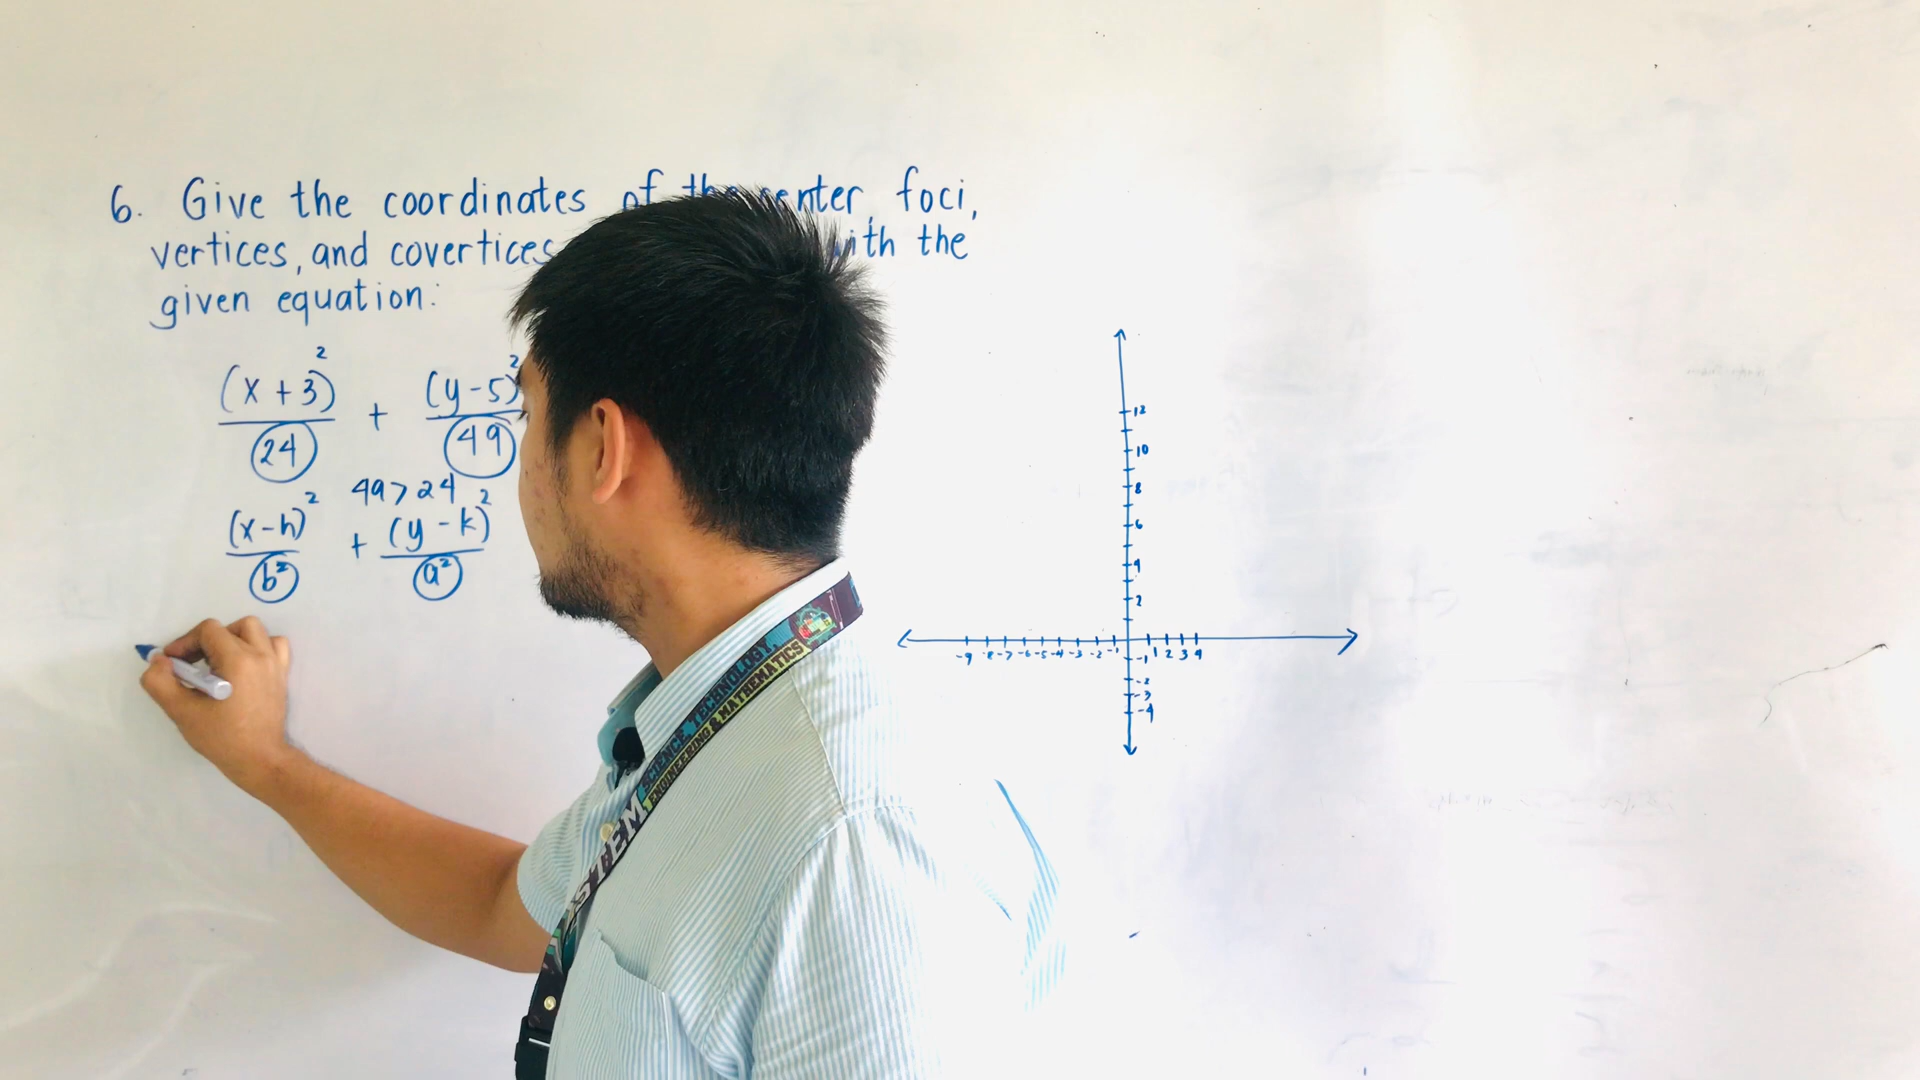 6. Give the coordinates of the center, foci,
vertices, and covertices with the
given equation:
(x+3)² + (y-5)²
24 49
49 > 24
(x-h)² + (y-k)²
b² a²
12
10
8
6
4
2
-9 -8 -7 -6 -5 -4 -3 -2 -1 1 2 3 4
-1
-2
-3
-4
SCIENCE, TECHNOLOGY,
ENGINEERING & MATHEMATICS
STEM